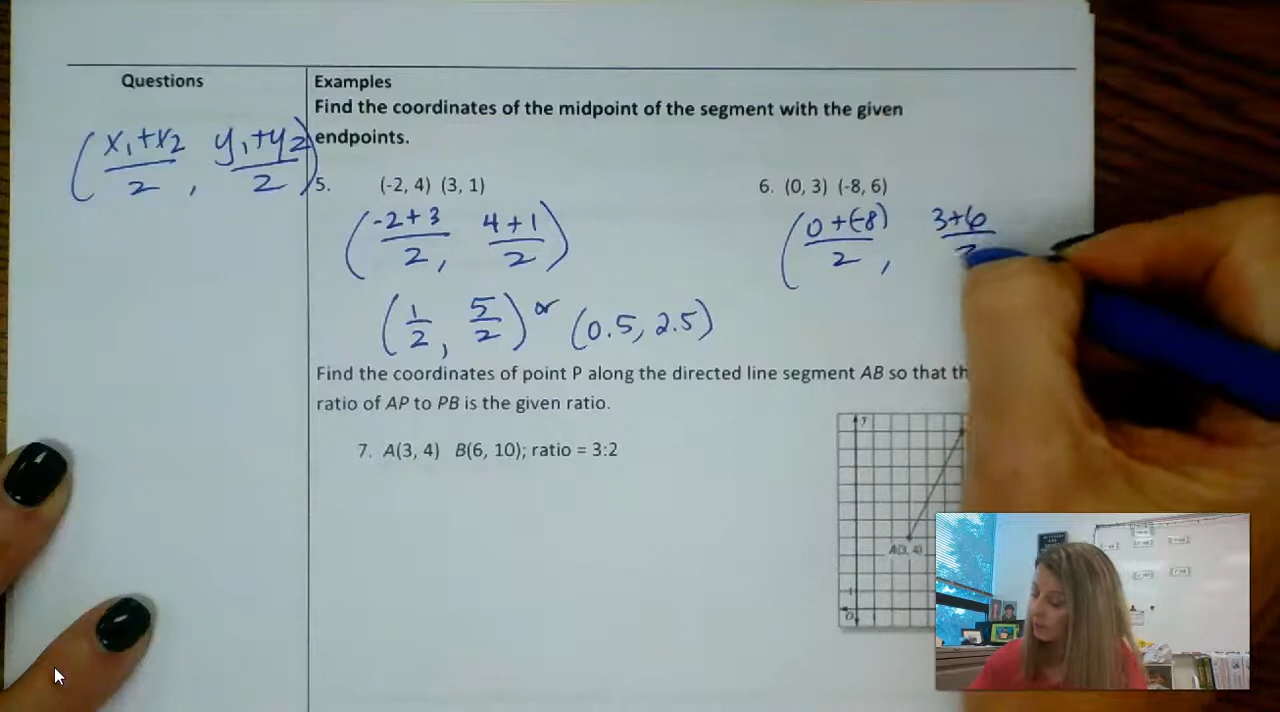 Questions
(x₁+x₂/2, y₁+y₂/2)
Examples
Find the coordinates of the midpoint of the segment with the given
endpoints.
5. (-2, 4) (3, 1)
(-2+3/2, 4+1/2)
(1/2, 5/2) or (0.5, 2.5)
6. (0, 3) (-8, 6)
(0+(-8)/2, 3+6/2
Find the coordinates of point P along the directed line segment AB so that th
ratio of AP to PB is the given ratio.
7. A(3, 4) B(6, 10); ratio = 3:2
y
A(3, 4)
1
O